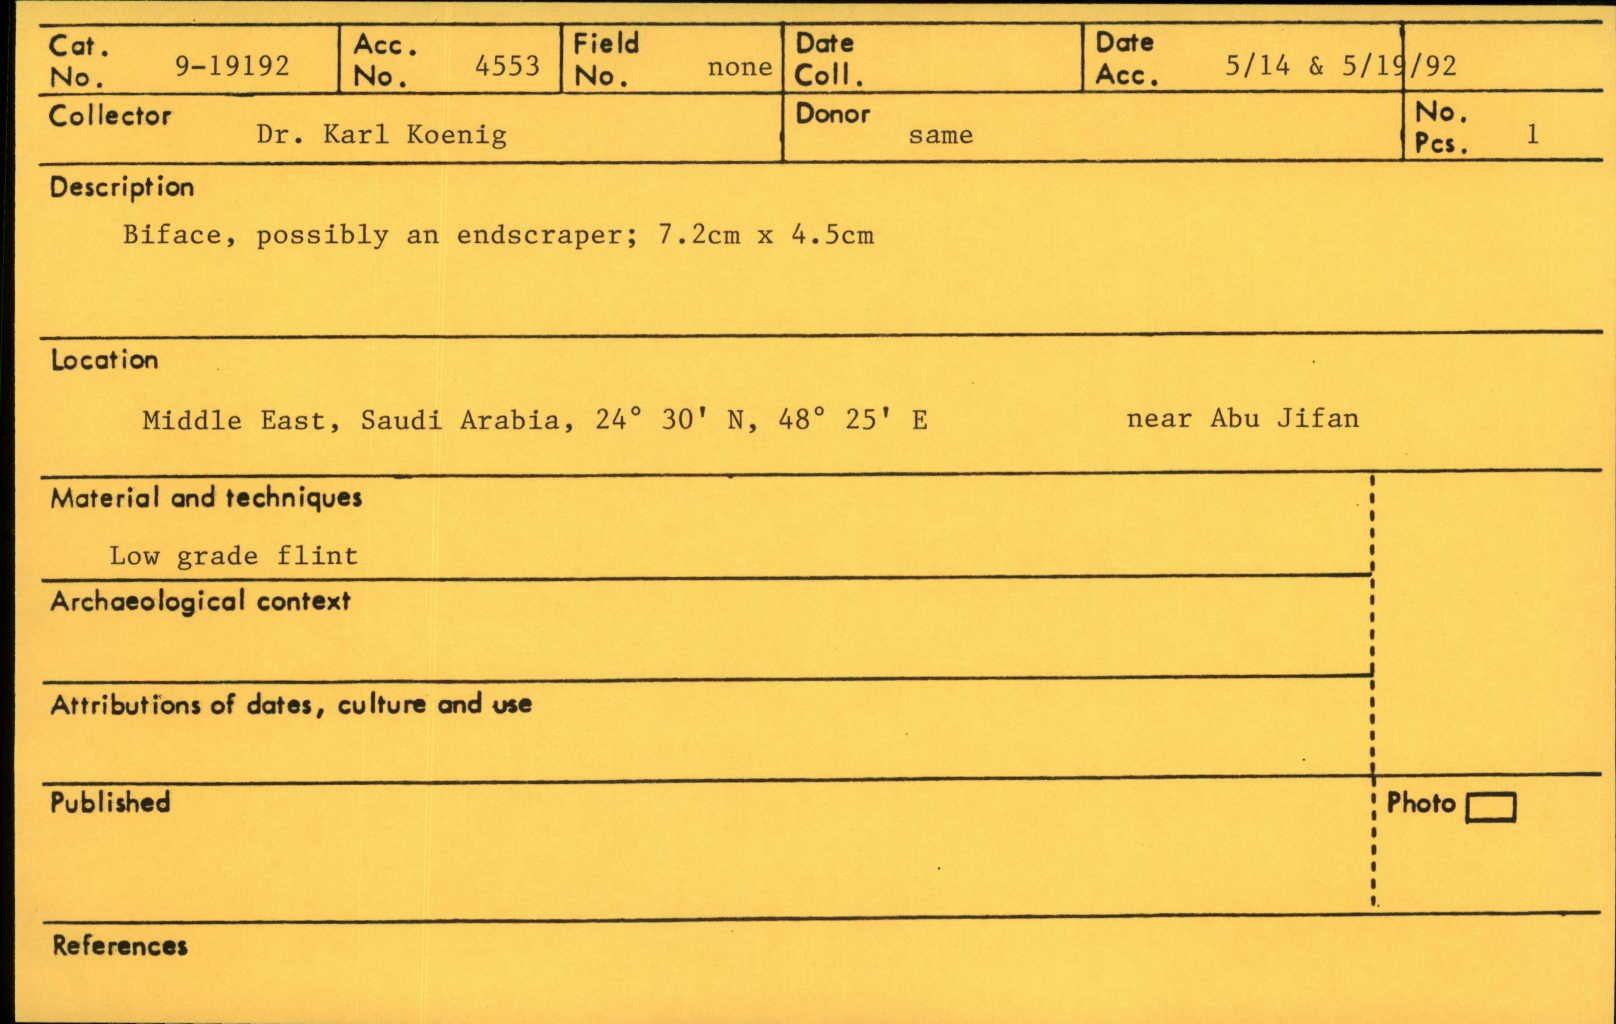 Cat. No. 9-19192 Acc. No. 4553 Field No. none Date Coll. Date Acc. 5/14 & 5/19/92
Collector Dr. Karl Koenig Donor same No. Pcs. 1
Description
Biface, possibly an endscraper; 7.2cm x 4.5cm
Location
Middle East, Saudi Arabia, 24° 30' N, 48° 25' E near Abu Jifan
Material and techniques
Low grade flint
Archaeological context
Attributions of dates, culture and use
Published
Photo
References